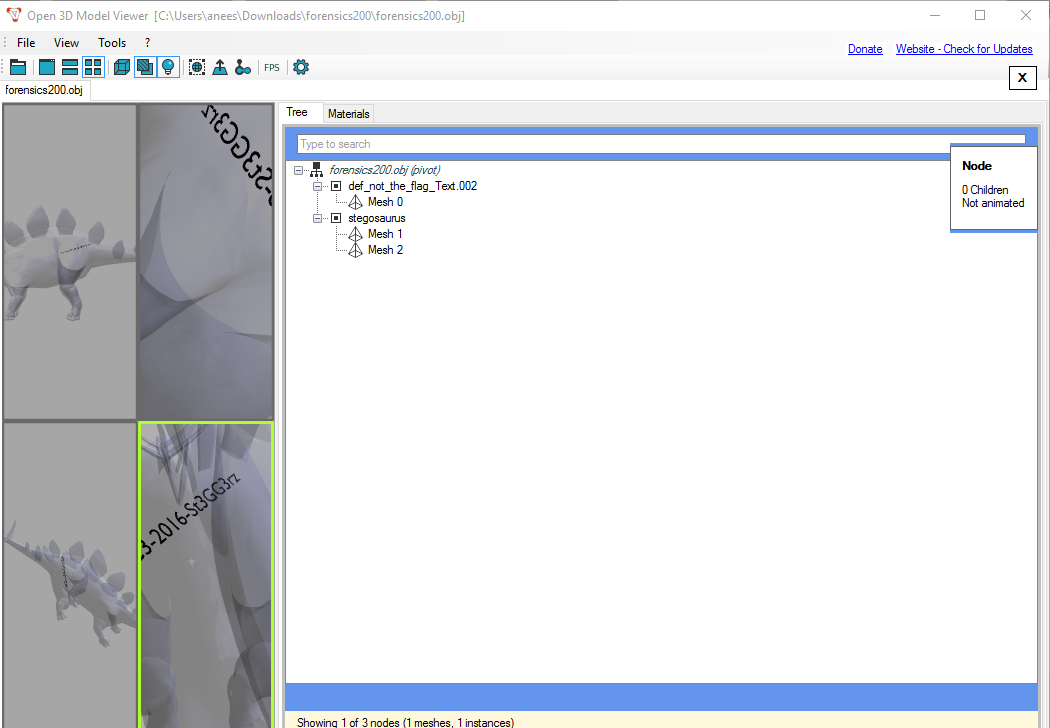 Open 3D Model Viewer [C:\Users\anees\Downloads\forensics200\forensics200.obj]
File View Tools ?
Donate Website - Check for Updates
FPS
X
forensics200.obj
Tree Materials
Type to search
forensics200.obj (pivot)
def_not_the_flag_Text.002
Mesh 0
stegosaurus
Mesh 1
Mesh 2
Node
0 Children
Not animated
-St3GG3rz
3-2016-St3GG3rz
Showing 1 of 3 nodes (1 meshes, 1 instances)